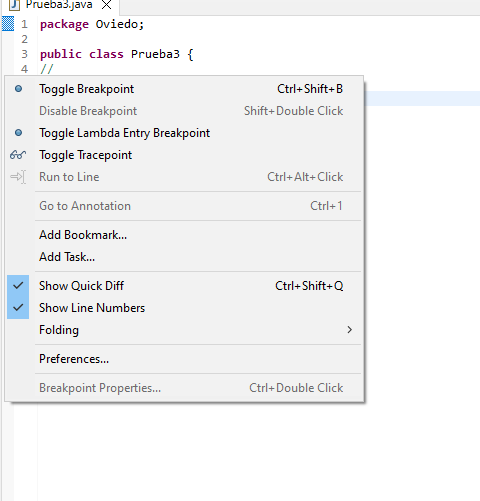 Prueba3.java
1 package Oviedo;
2
3 public class Prueba3 {
4 //
Toggle Breakpoint Ctrl+Shift+B
Disable Breakpoint Shift+Double Click
Toggle Lambda Entry Breakpoint
Toggle Tracepoint
Run to Line Ctrl+Alt+Click
Go to Annotation Ctrl+1
Add Bookmark...
Add Task...
Show Quick Diff Ctrl+Shift+Q
Show Line Numbers
Folding
Preferences...
Breakpoint Properties... Ctrl+Double Click